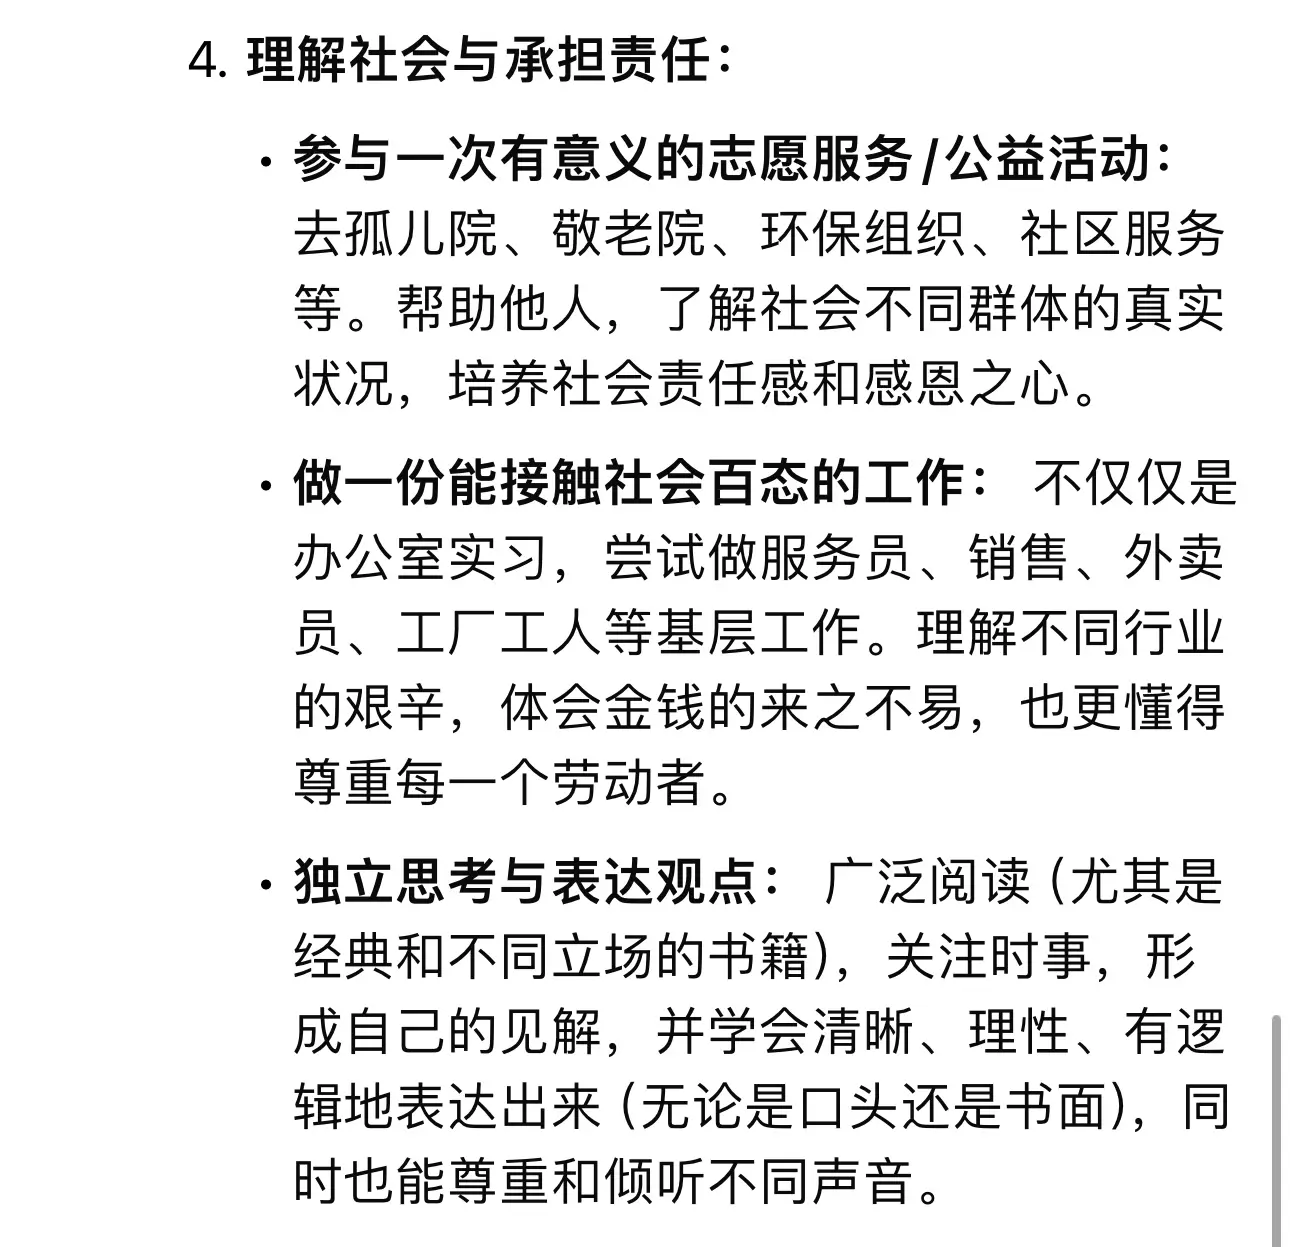 4. 理解社会与承担责任：
• 参与一次有意义的志愿服务/公益活动：
去孤儿院、敬老院、环保组织、社区服务
等。帮助他人，了解社会不同群体的真实
状况，培养社会责任感和感恩之心。
• 做一份能接触社会百态的工作： 不仅仅是
办公室实习，尝试做服务员、销售、外卖
员、工厂工人等基层工作。理解不同行业
的艰辛，体会金钱的来之不易，也更懂得
尊重每一个劳动者。
• 独立思考与表达观点： 广泛阅读（尤其是
经典和不同立场的书籍），关注时事，形
成自己的见解，并学会清晰、理性、有逻
辑地表达出来（无论是口头还是书面），同
时也能尊重和倾听不同声音。